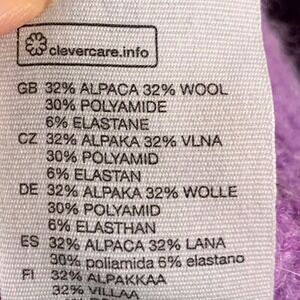 clevercare.info
GB 32% ALPACA 32% WOOL
30% POLYAMIDE
6% ELASTANE
CZ 32% ALPAKA 32% VLNA
30% POLYAMID
6% ELASTAN
DE 32% ALPAKA 32% WOLLE
30% POLYAMID
6% ELASTHAN
ES 32% ALPACA 32% LANA
30% poliamida 6% elastano
FI 32% ALPAKKAA
32% VILLAA